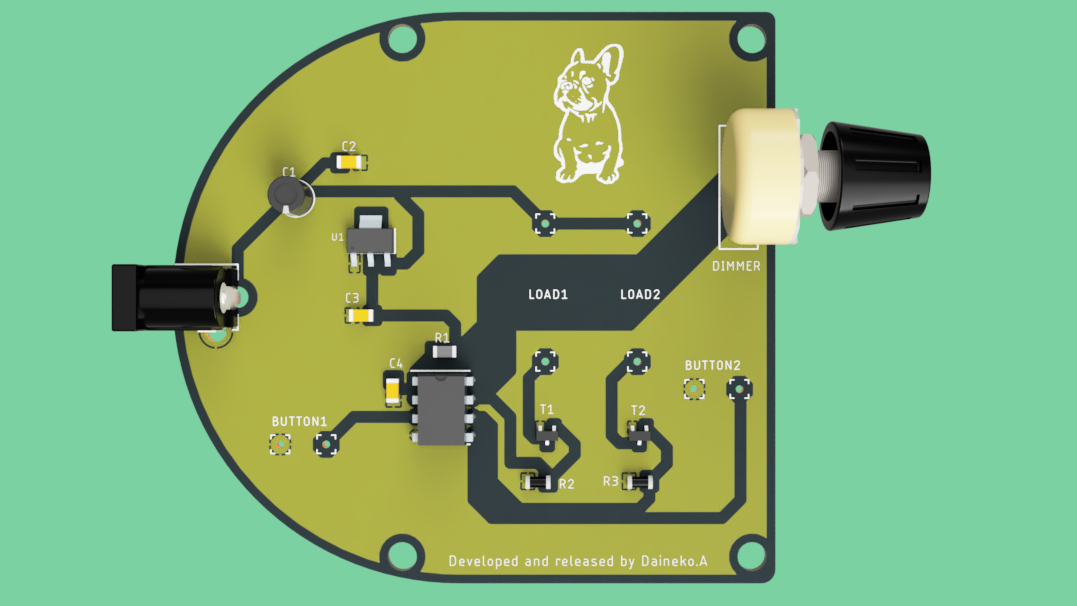 C2
C1
U1
DIMMER
C3
LOAD1
LOAD2
R1
C4
BUTTON2
T1
T2
BUTTON1
R2
R3
Developed and released by Daineko.A